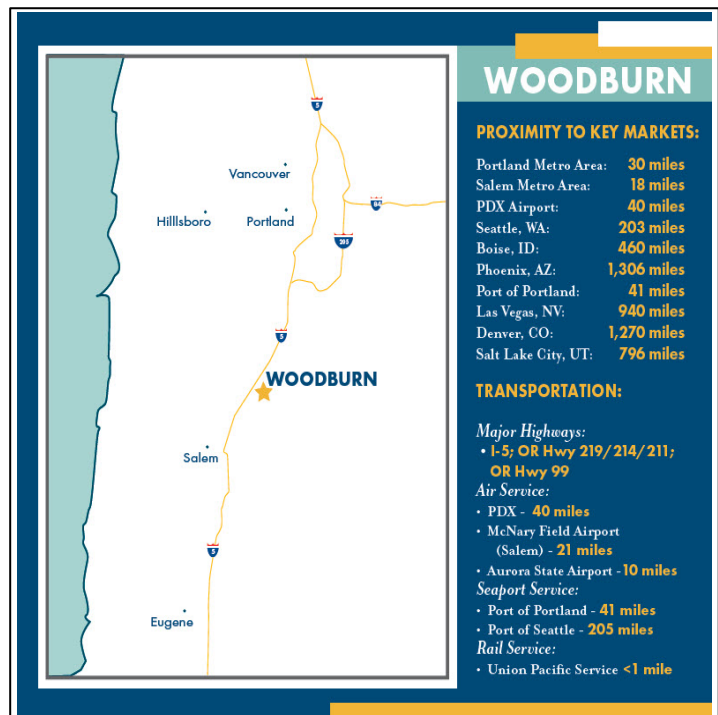 5
Vancouver
84
Hilllsboro
Portland
205
5
WOODBURN
Salem
5
Eugene
WOODBURN
PROXIMITY TO KEY MARKETS:
Portland Metro Area: 30 miles
Salem Metro Area: 18 miles
PDX Airport: 40 miles
Seattle, WA: 203 miles
Boise, ID: 460 miles
Phoenix, AZ: 1,306 miles
Port of Portland: 41 miles
Las Vegas, NV: 940 miles
Denver, CO: 1,270 miles
Salt Lake City, UT: 796 miles
TRANSPORTATION:
Major Highways:
• I-5; OR Hwy 219/214/211;
OR Hwy 99
Air Service:
• PDX - 40 miles
• McNary Field Airport
(Salem) - 21 miles
• Aurora State Airport -10 miles
Seaport Service:
• Port of Portland - 41 miles
• Port of Seattle - 205 miles
Rail Service:
• Union Pacific Service <1 mile